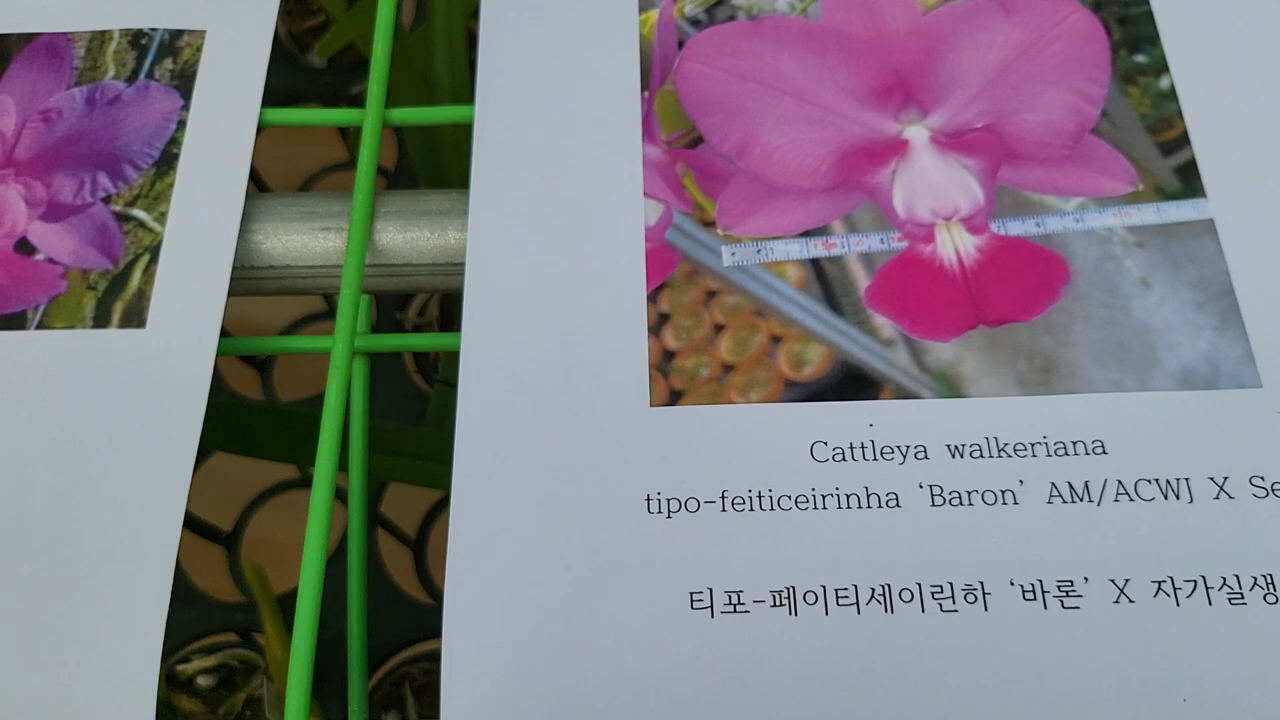 Cattleya walkeriana
tipo-feiticeirinha ‘Baron’ AM/ACWJ X Se
티포-페이티세이린하 ‘바론’ X 자가실생